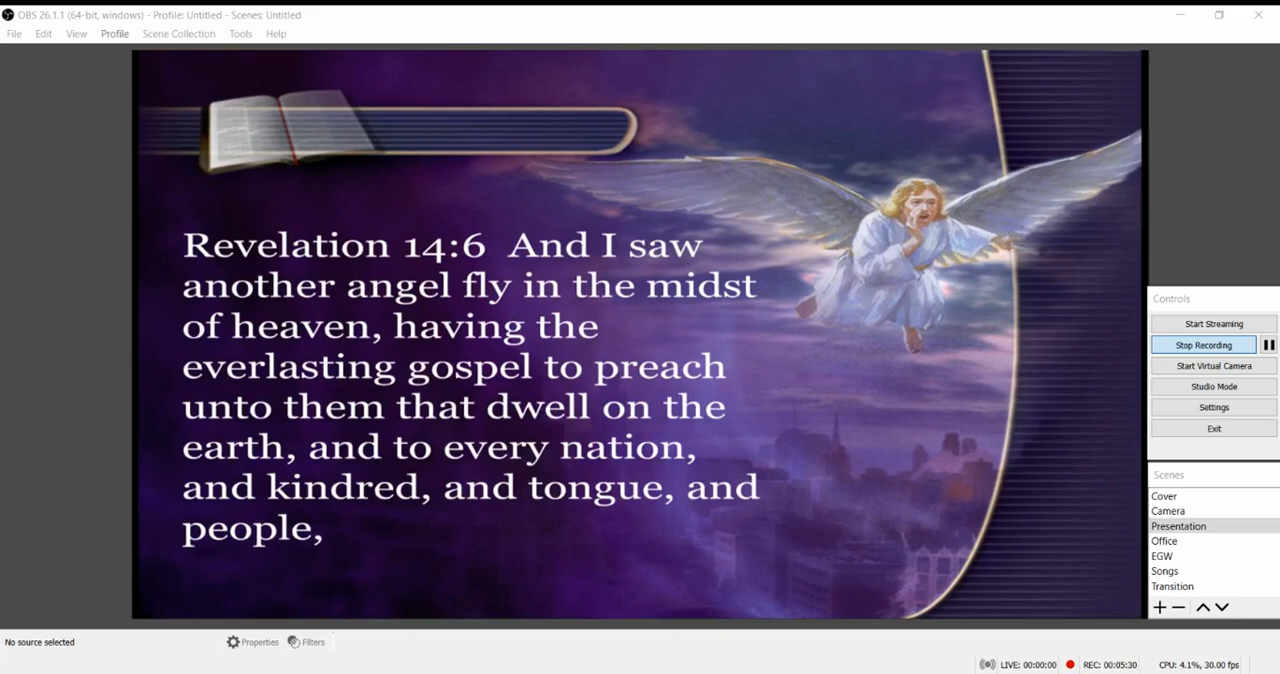 OBS 26.1.1 (64-bit, windows) - Profile: Untitled - Scenes: Untitled
File Edit View Profile Scene Collection Tools Help
Revelation 14:6 And I saw
another angel fly in the midst
of heaven, having the
everlasting gospel to preach
unto them that dwell on the
earth, and to every nation,
and kindred, and tongue, and
people,
Controls
Start Streaming
Stop Recording
Start Virtual Camera
Studio Mode
Settings
Exit
Scenes
Cover
Camera
Presentation
Office
EGW
Songs
Transition
No source selected Properties Filters
LIVE: 00:00:00 REC: 00:05:30 CPU: 4.1%, 30.00 fps